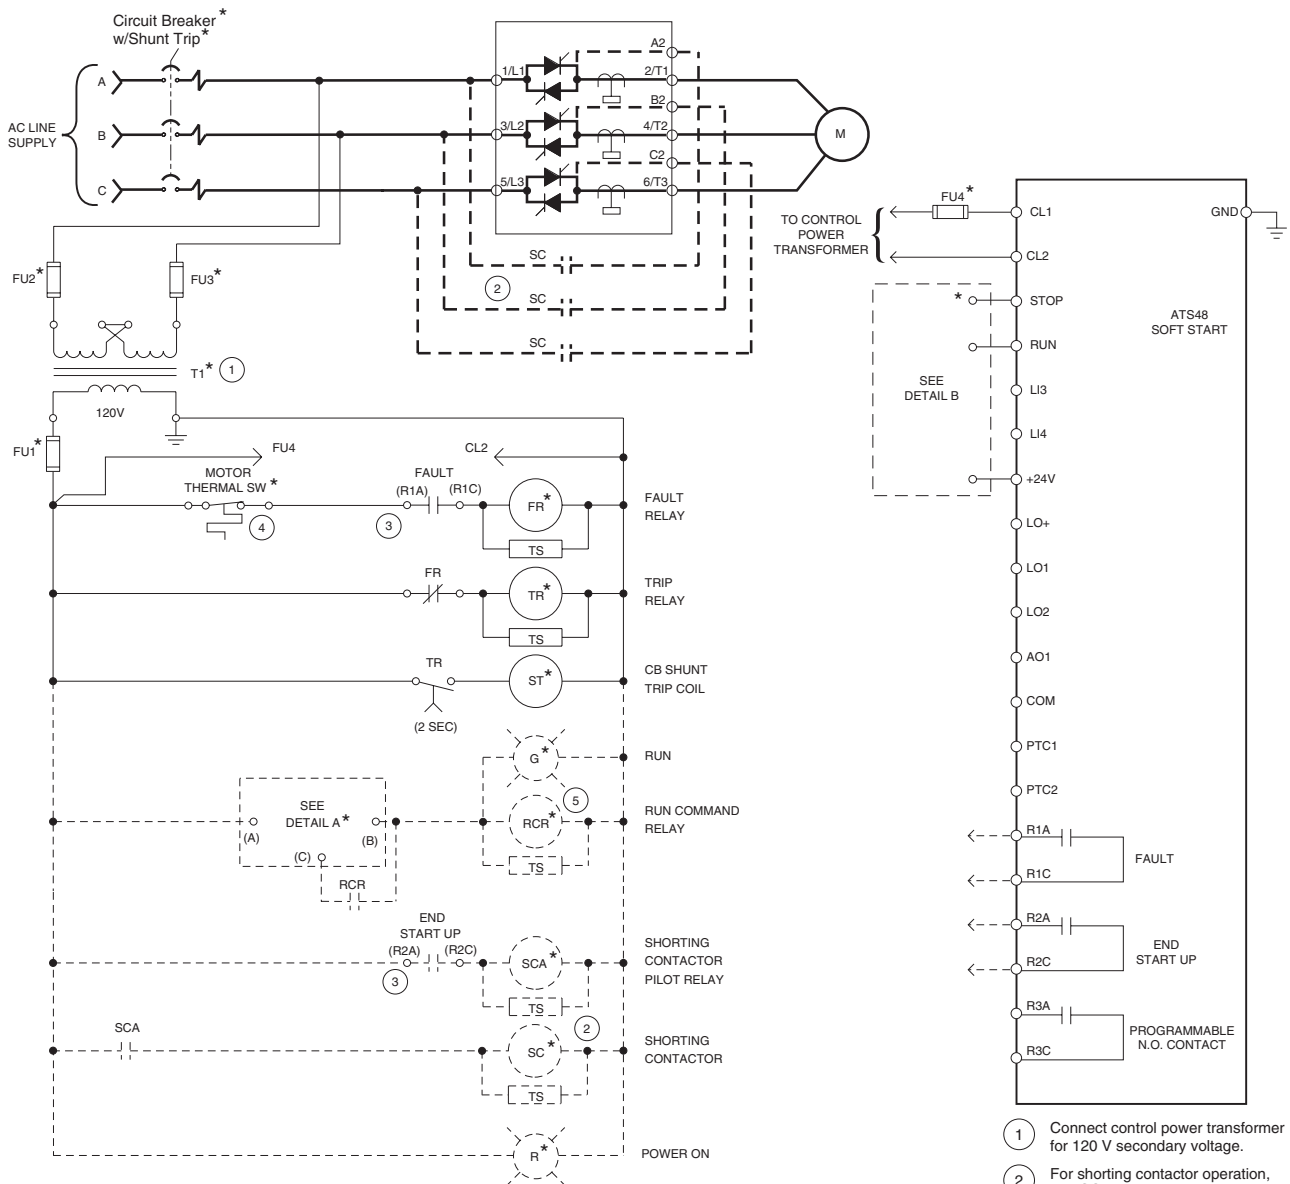 Circuit Breaker *
w/Shunt Trip*
AC LINE
SUPPLY
A
B
C
1/L1
3/L2
5/L3
A2
2/T1
B2
4/T2
C2
6/T3
M
SC
SC
SC
2
FU2*
FU3*
T1*
1
120V
FU1*
FU4
CL2
MOTOR
THERMAL SW *
4
3
FAULT
(R1A)
(R1C)
FR*
TS
FAULT
RELAY
FR
TR*
TS
TRIP
RELAY
TR
(2 SEC)
ST*
CB SHUNT
TRIP COIL
G*
RUN
5
SEE
DETAIL A*
(A)
(B)
(C)
RCR
RCR*
TS
RUN COMMAND
RELAY
END
START UP
(R2A)
(R2C)
3
SCA*
TS
SHORTING
CONTACTOR
PILOT RELAY
SCA
2
SC*
TS
SHORTING
CONTACTOR
R*
POWER ON
TO CONTROL
POWER
TRANSFORMER
FU4*
CL1
GND
CL2
*
STOP
RUN
SEE
DETAIL B
LI3
LI4
+24V
ATS48
SOFT START
LO+
LO1
LO2
AO1
COM
PTC1
PTC2
R1A
R1C
FAULT
R2A
R2C
END
START UP
R3A
R3C
PROGRAMMABLE
N.O. CONTACT
1
Connect control power transformer
for 120 V secondary voltage.
2
For shorting contactor operation,